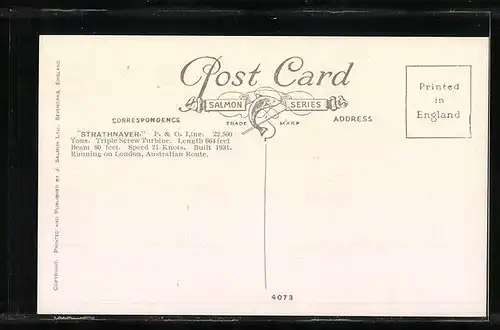 Post Card
SALMON SERIES
TRADE MARK
CORRESPONDENCE
ADDRESS
Printed
in
England
"STRATHNAVER." P. & O. Line. 22,500
Tons. Triple Screw Turbine. Length 664 feet
Beam 80 feet. Speed 21 Knots. Built 1931.
Running on London, Australian Route.
COPYRIGHT. PRINTED AND PUBLISHED BY J. SALMON LTD., SEVENOAKS, ENGLAND
4073